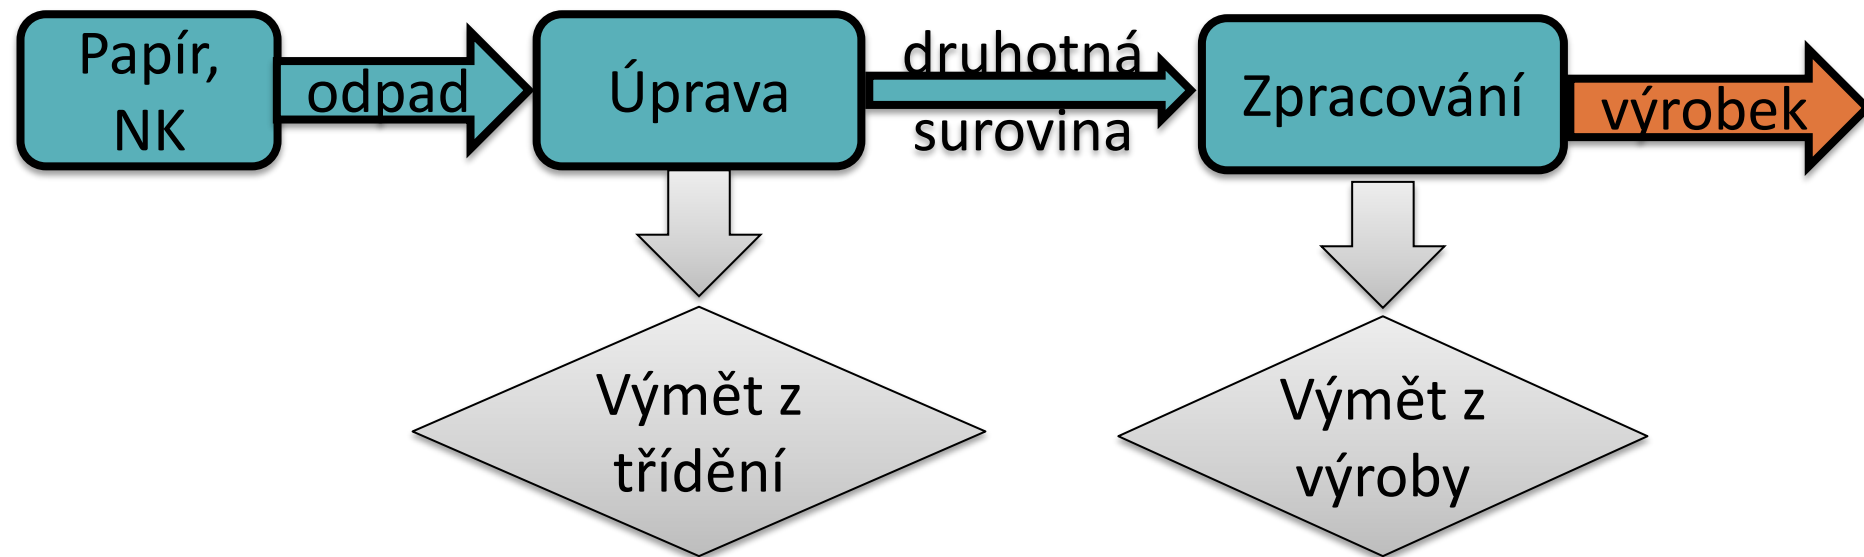 Papír,
NK
odpad
Úprava
druhotná
surovina
Zpracování
výrobek
Výmět z
třídění
Výmět z
výroby